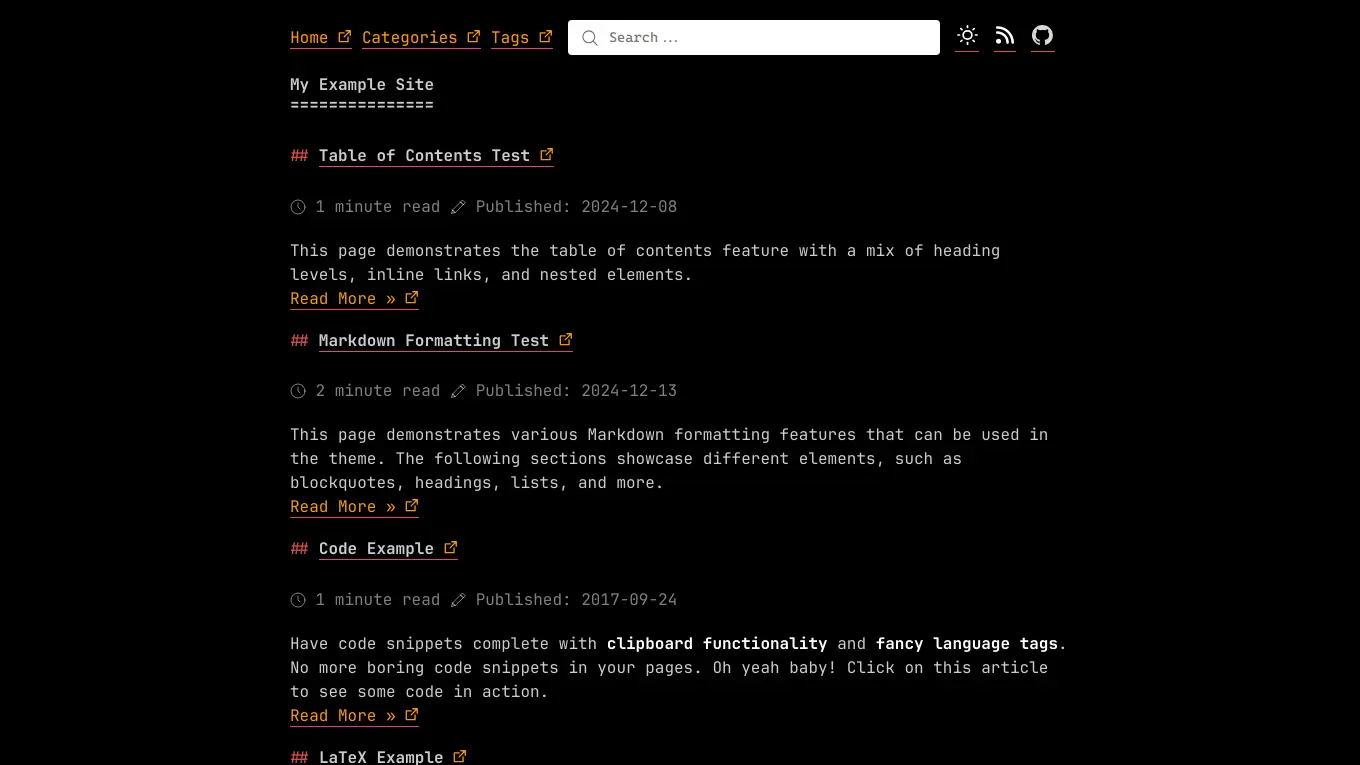 Home Categories Tags Search ...
My Example Site
===============
## Table of Contents Test
1 minute read Published: 2024-12-08
This page demonstrates the table of contents feature with a mix of heading
levels, inline links, and nested elements.
Read More »
## Markdown Formatting Test
2 minute read Published: 2024-12-13
This page demonstrates various Markdown formatting features that can be used in
the theme. The following sections showcase different elements, such as
blockquotes, headings, lists, and more.
Read More »
## Code Example
1 minute read Published: 2017-09-24
Have code snippets complete with clipboard functionality and fancy language tags.
No more boring code snippets in your pages. Oh yeah baby! Click on this article
to see some code in action.
Read More »
## LaTeX Example